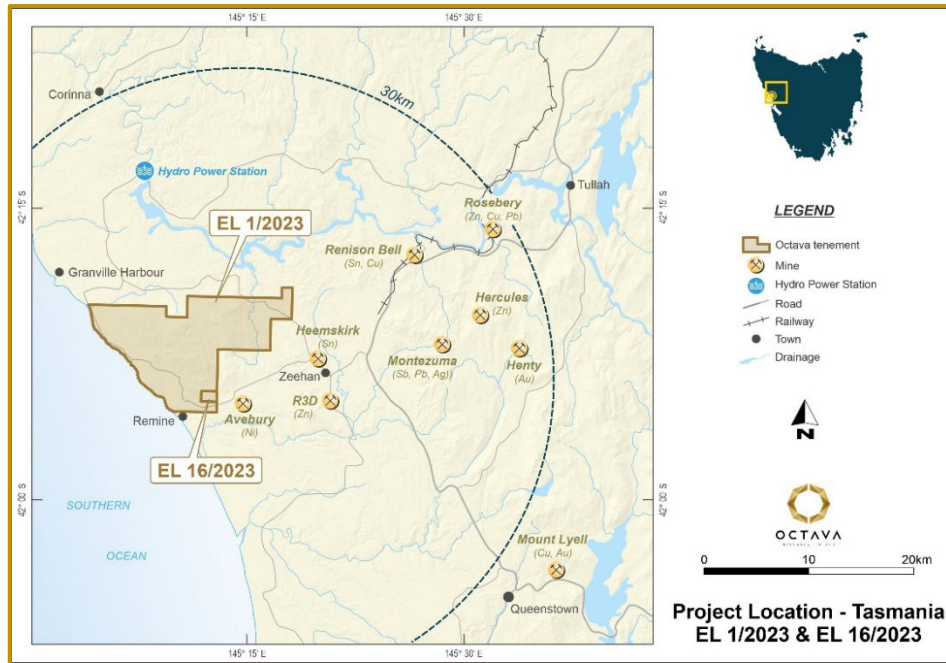 145° 15' E
145° 30' E
Corinna
30km
Hydro Power Station
42° 15' S
42° 15' S
Tullah
EL 1/2023
Rosebery
(Zn, Cu, Pb)
Renison Bell
(Sn, Cu)
Granville Harbour
Hercules
(Zn)
Heemskirk
(Sn)
Zeehan
Montezuma
(Sb, Pb, Ag)
Henty
(Au)
R3D
(Zn)
Avebury
(Ni)
Remine
EL 16/2023
SOUTHERN
OCEAN
42° 00' S
42° 00' S
Mount Lyell
(Cu, Au)
Queenstown
145° 15' E
145° 30' E
LEGEND
Octava tenement
Mine
Hydro Power Station
Road
Railway
Town
Drainage
N
OCTAVA
0 10 20km
Project Location - Tasmania
EL 1/2023 & EL 16/2023